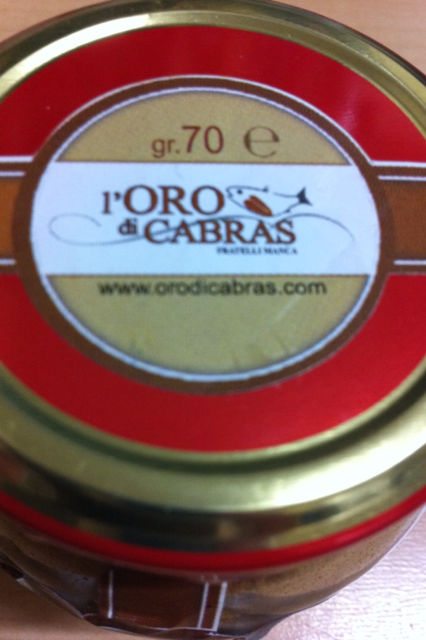 gr.70 ℮
l'ORO
di CABRAS
FRATELLI MANCA
www.orodicabras.com